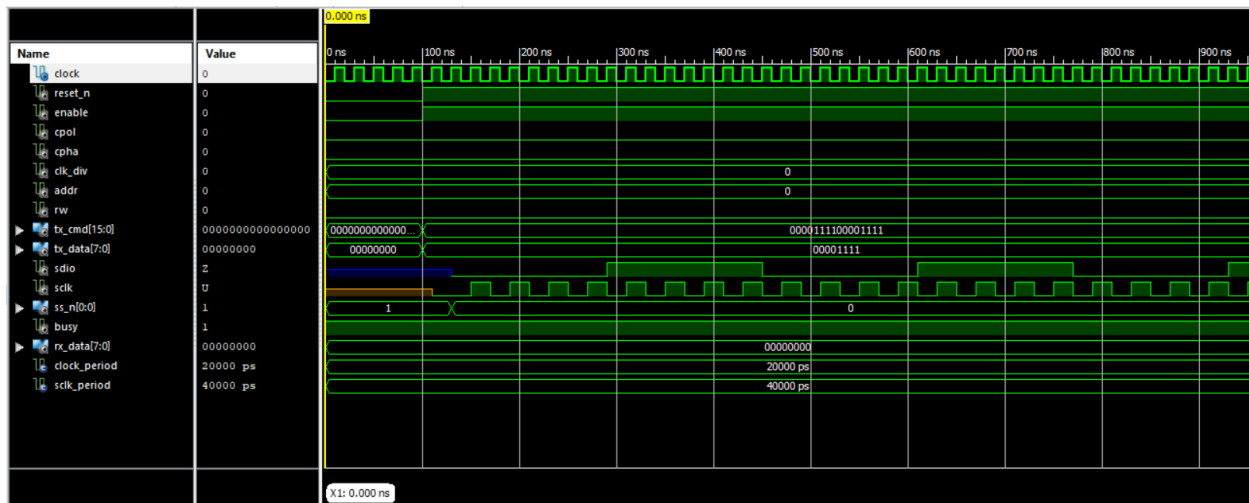 0.000 ns
Name Value 0 ns 100 ns 200 ns 300 ns 400 ns 500 ns 600 ns 700 ns 800 ns 900 ns
clock 0
reset_n 0
enable 0
cpol 0
cpha 0
clk_div 0 0
addr 0 0
rw 0
tx_cmd[15:0] 0000000000000000 0000000000000... 0000111100001111
tx_data[7:0] 00000000 00000000 00001111
sdio Z
sclk U
ss_n[0:0] 1 1 0
busy 1
rx_data[7:0] 00000000 00000000
clock_period 20000 ps 20000 ps
sclk_period 40000 ps 40000 ps
X1: 0.000 ns